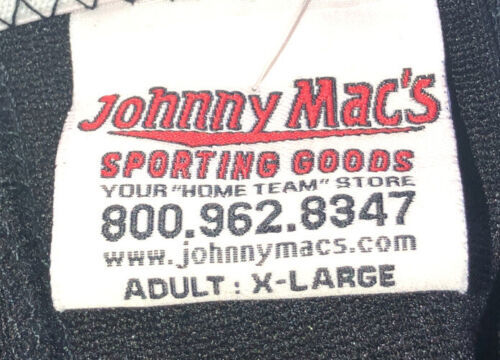 Johnny Mac's
SPORTING GOODS
YOUR "HOME TEAM" STORE
800.962.8347
www.johnnymacs.com
ADULT : X-LARGE